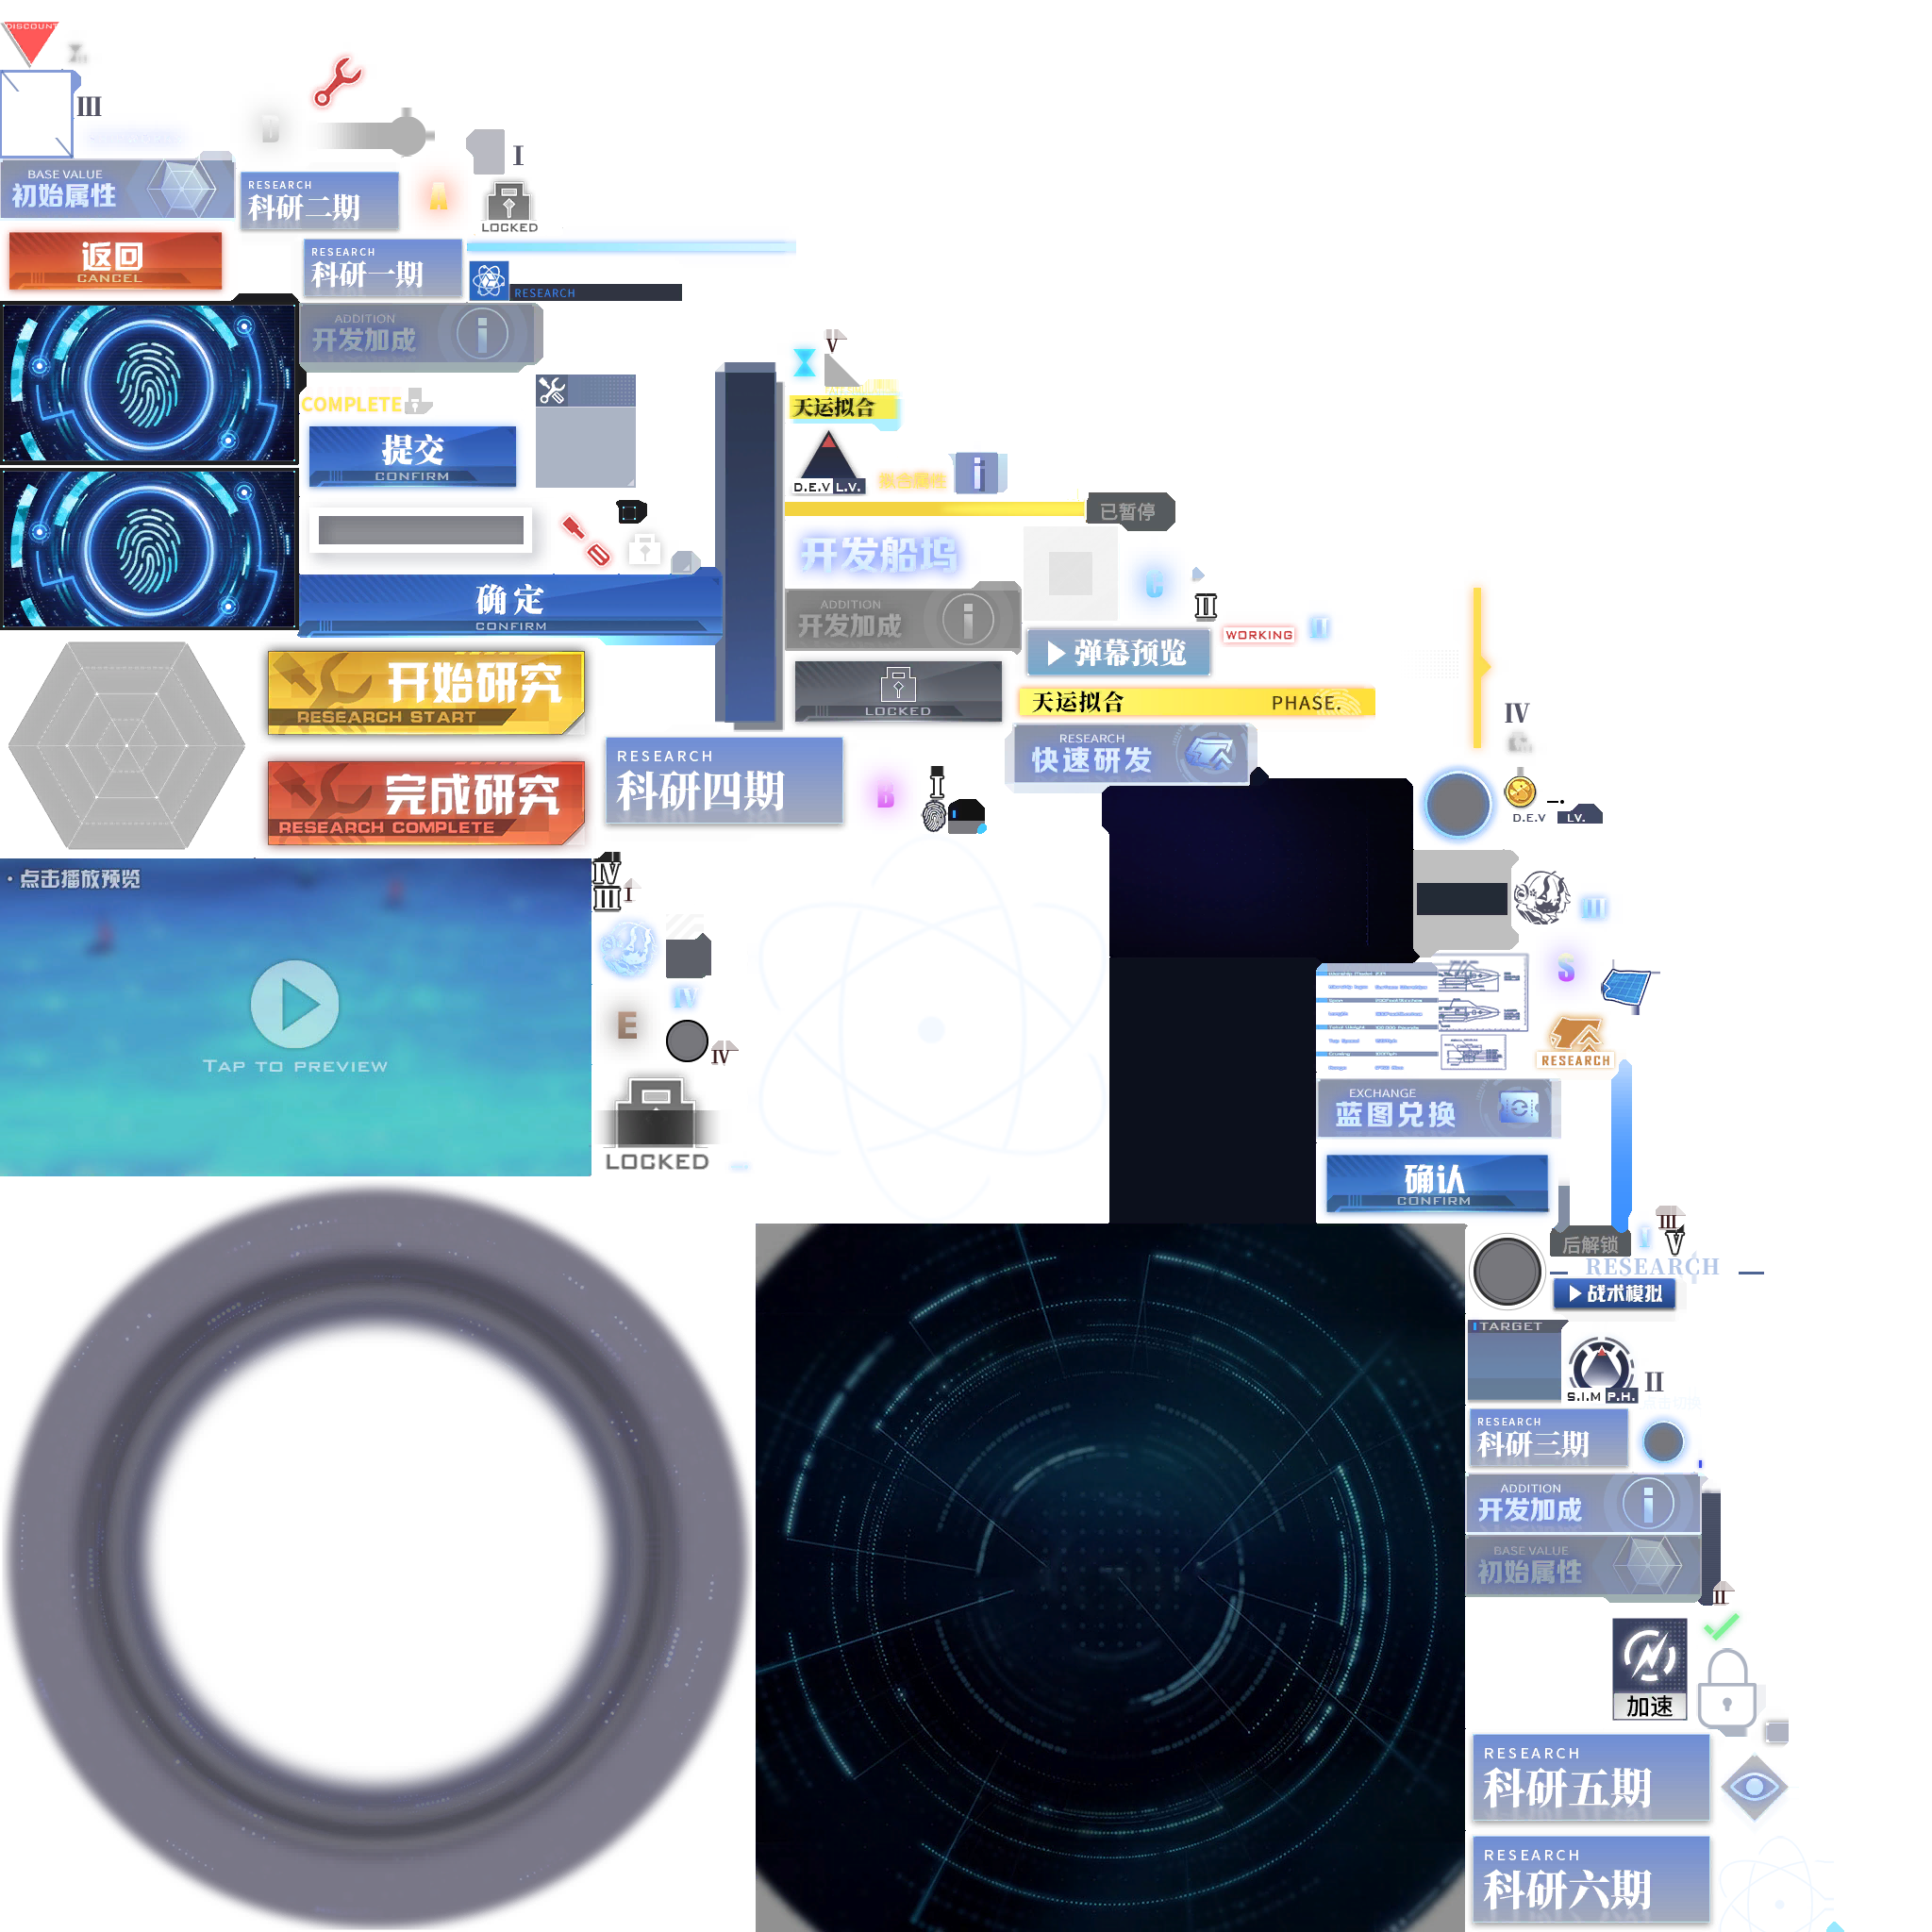 DISCOUNT
III
I
BASE VALUE
初始属性
RESEARCH
科研二期
A
LOCKED
返回
CANCEL
RESEARCH
科研一期
RESEARCH
ADDITION
开发加成
V
COMPLETE
天运拟合
提交
CONFIRM
D.E.V L.V.
拟合属性
已暂停
开发船坞
确定
CONFIRM
ADDITION
开发加成
C
II
WORKING
II
弹幕预览
开始研究
RESEARCH START
LOCKED
天运拟合
PHASE.
IV
RESEARCH
快速研发
RESEARCH
科研四期
完成研究
RESEARCH COMPLETE
B
I
D.E.V
LV.
点击播放预览
IV
III
I
III
S
IV
E
IV
TAP TO PREVIEW
RESEARCH
EXCHANGE
蓝图兑换
LOCKED
确认
CONFIRM
后解锁
V
III
V
RESEARCH
战术模拟
TARGET
S.I.M P.H.
II
RESEARCH
科研三期
ADDITION
开发加成
BASE VALUE
初始属性
II
加速
RESEARCH
科研五期
RESEARCH
科研六期